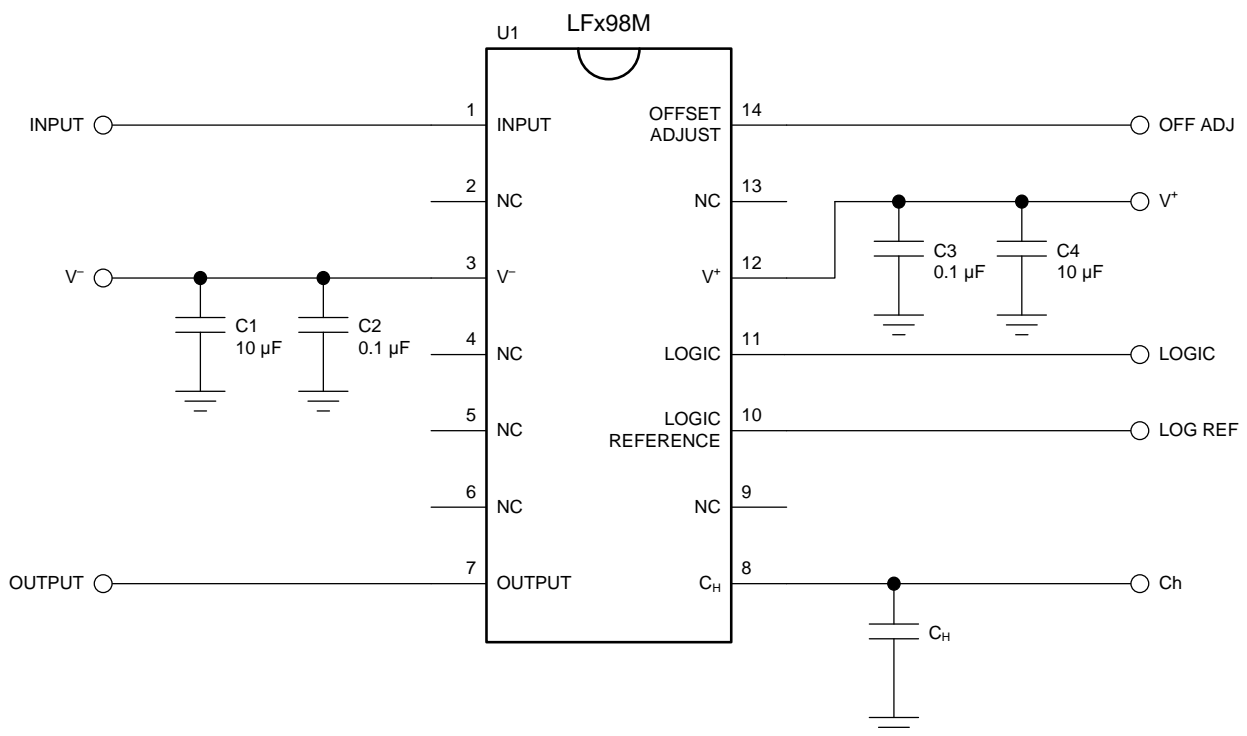 LFx98M
U1
INPUT
1
INPUT
OFFSET
ADJUST
14
OFF ADJ
2
NC
NC
13
V⁺
V⁻
3
V⁻
V⁺
12
C3
0.1 µF
C4
10 µF
C1
10 µF
C2
0.1 µF
4
NC
LOGIC
11
LOGIC
5
NC
LOGIC
REFERENCE
10
LOG REF
6
NC
NC
9
OUTPUT
7
OUTPUT
C_H
8
Ch
C_H